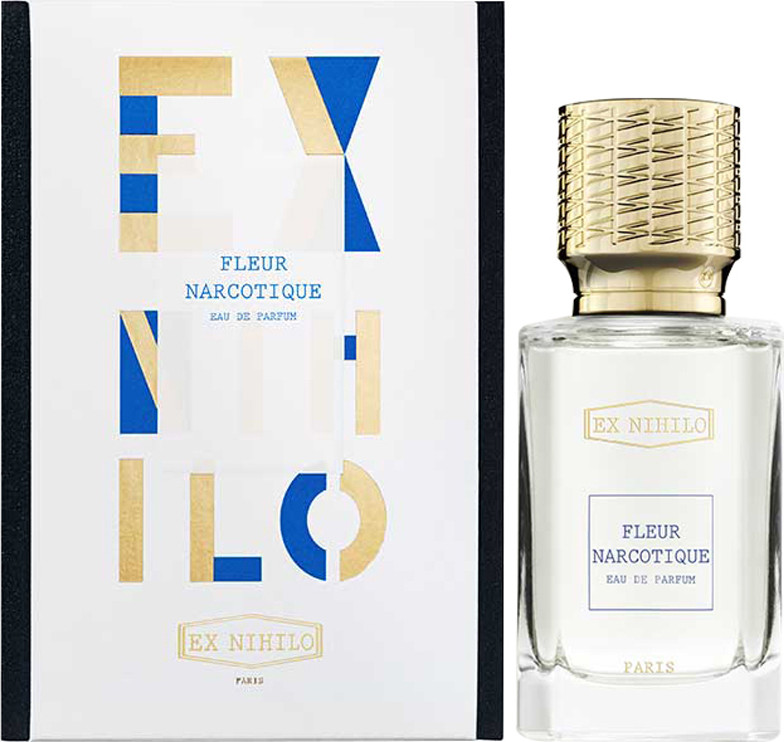 EX
NIHILO
FLEUR
NARCOTIQUE
EAU DE PARFUM
EX NIHILO
PARIS
EX NIHILO
FLEUR
NARCOTIQUE
EAU DE PARFUM
PARIS